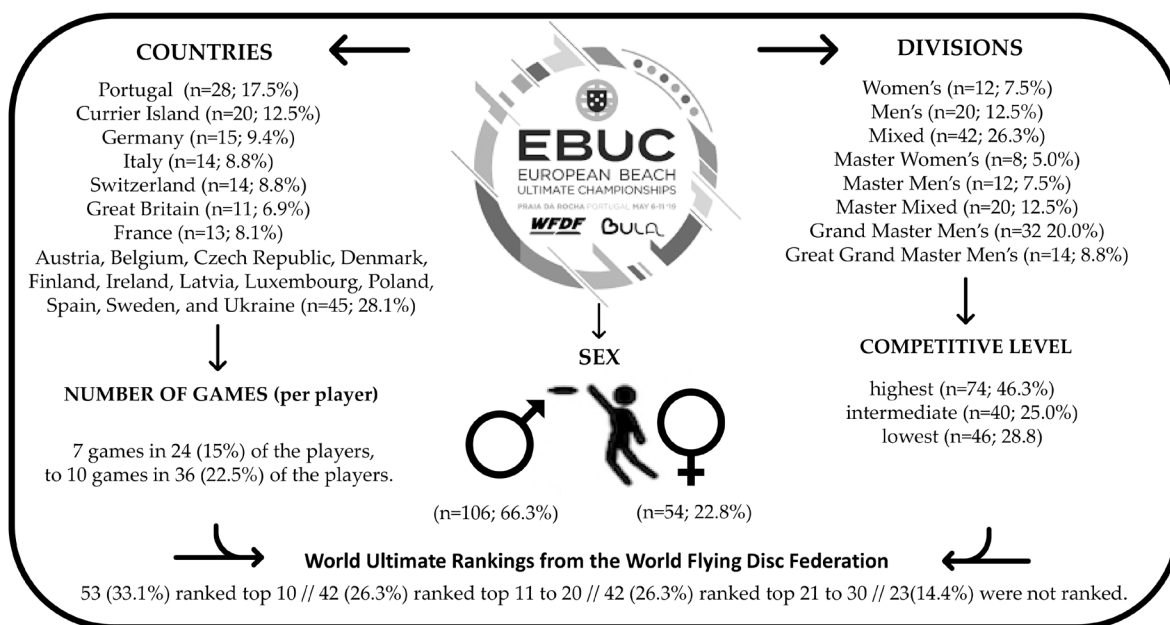 COUNTRIES
Portugal (n=28; 17.5%)
Currier Island (n=20; 12.5%)
Germany (n=15; 9.4%)
Italy (n=14; 8.8%)
Switzerland (n=14; 8.8%)
Great Britain (n=11; 6.9%)
France (n=13; 8.1%)
Austria, Belgium, Czech Republic, Denmark,
Finland, Ireland, Latvia, Luxembourg, Poland,
Spain, Sweden, and Ukraine (n=45; 28.1%)
NUMBER OF GAMES (per player)
7 games in 24 (15%) of the players,
to 10 games in 36 (22.5%) of the players.
EBUC
EUROPEAN BEACH
ULTIMATE CHAMPIONSHIPS
PRAIA DA ROCHA PORTUGAL MAY 6-11 '19
WFDF BULA
SEX
(n=106; 66.3%)
(n=54; 22.8%)
DIVISIONS
Women's (n=12; 7.5%)
Men's (n=20; 12.5%)
Mixed (n=42; 26.3%)
Master Women's (n=8; 5.0%)
Master Men's (n=12; 7.5%)
Master Mixed (n=20; 12.5%)
Grand Master Men's (n=32 20.0%)
Great Grand Master Men's (n=14; 8.8%)
COMPETITIVE LEVEL
highest (n=74; 46.3%)
intermediate (n=40; 25.0%)
lowest (n=46; 28.8)
World Ultimate Rankings from the World Flying Disc Federation
53 (33.1%) ranked top 10 // 42 (26.3%) ranked top 11 to 20 // 42 (26.3%) ranked top 21 to 30 // 23(14.4%) were not ranked.